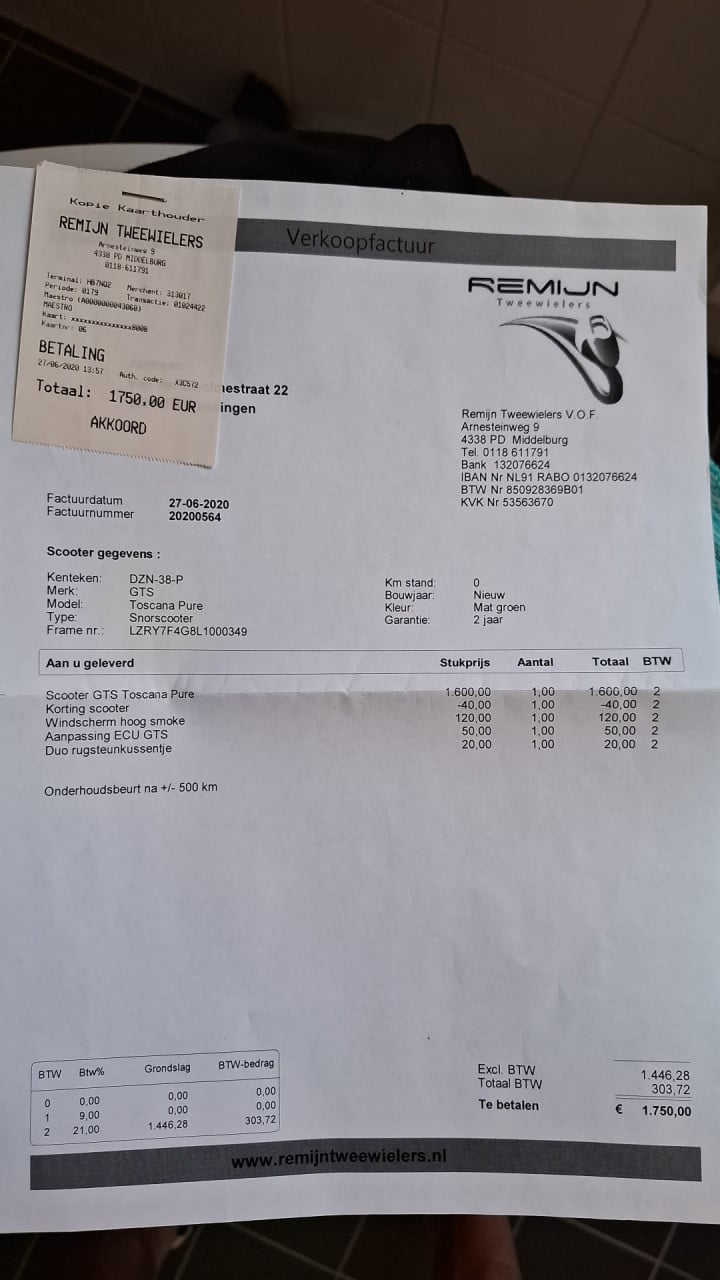 Kopie Kaarthouder
REMIJN TWEEWIELERS
Arnesteinweg 9
4338 PD MIDDELBURG
0118-611791
Terminal: HB7N02 Merchant: 313017
Periode: 0179 Transactie: 01024422
Maestro (A0000000043060)
MAESTRO
Kaart: xxxxxxxxxxxxxxx8008
Kaartnr: 06
BETALING
27/06/2020 13:57 Auth. code: X3C572
Totaal: 1750.00 EUR
AKKOORD
Verkoopfactuur
REMIJN
Tweewielers
nestraat 22
ingen
Remijn Tweewielers V.O.F.
Arnesteinweg 9
4338 PD Middelburg
Tel. 0118 611791
Bank 132076624
IBAN Nr NL91 RABO 0132076624
BTW Nr 850928369B01
KVK Nr 53563670
Factuurdatum 27-06-2020
Factuurnummer 20200564
Scooter gegevens :
Kenteken: DZN-38-P Km stand: 0
Merk: GTS Bouwjaar: Nieuw
Model: Toscana Pure Kleur: Mat groen
Type: Snorscooter Garantie: 2 jaar
Frame nr.: LZRY7F4G8L1000349
Aan u geleverd Stukprijs Aantal Totaal BTW
Scooter GTS Toscana Pure 1.600,00 1,00 1.600,00 2
Korting scooter -40,00 1,00 -40,00 2
Windscherm hoog smoke 120,00 1,00 120,00 2
Aanpassing ECU GTS 50,00 1,00 50,00 2
Duo rugsteunkussentje 20,00 1,00 20,00 2
Onderhoudsbeurt na +/- 500 km
BTW Btw% Grondslag BTW-bedrag
0 0,00 0,00 0,00
1 9,00 0,00 0,00
2 21,00 1.446,28 303,72
Excl. BTW 1.446,28
Totaal BTW 303,72
Te betalen € 1.750,00
www.remijntweewielers.nl